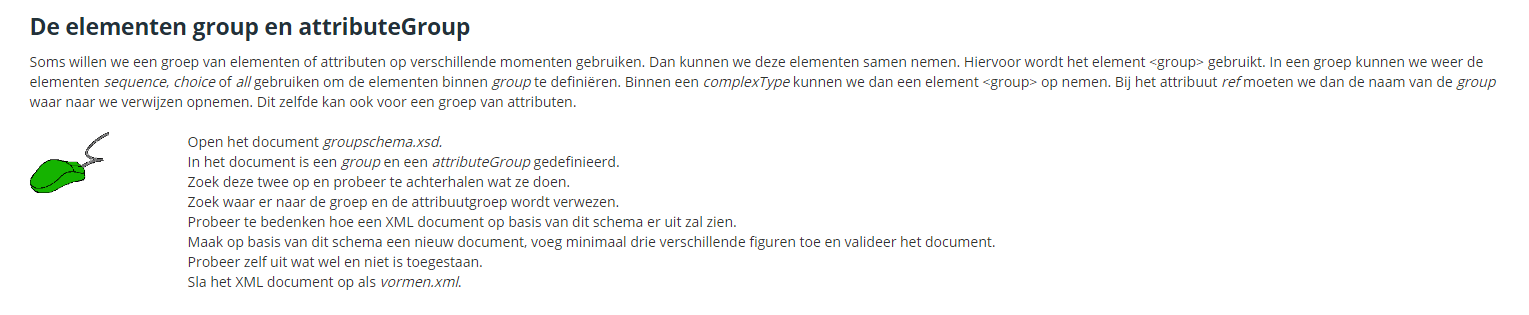 De elementen group en attributeGroup
Soms willen we een groep van elementen of attributen op verschillende momenten gebruiken. Dan kunnen we deze elementen samen nemen. Hiervoor wordt het element <group> gebruikt. In een groep kunnen we weer de
elementen sequence, choice of all gebruiken om de elementen binnen group te definiëren. Binnen een complexType kunnen we dan een element <group> op nemen. Bij het attribuut ref moeten we dan de naam van de group
waar naar we verwijzen opnemen. Dit zelfde kan ook voor een groep van attributen.
Open het document groupschema.xsd.
In het document is een group en een attributeGroup gedefinieerd.
Zoek deze twee op en probeer te achterhalen wat ze doen.
Zoek waar er naar de groep en de attribuutgroep wordt verwezen.
Probeer te bedenken hoe een XML document op basis van dit schema er uit zal zien.
Maak op basis van dit schema een nieuw document, voeg minimaal drie verschillende figuren toe en valideer het document.
Probeer zelf uit wat wel en niet is toegestaan.
Sla het XML document op als vormen.xml.